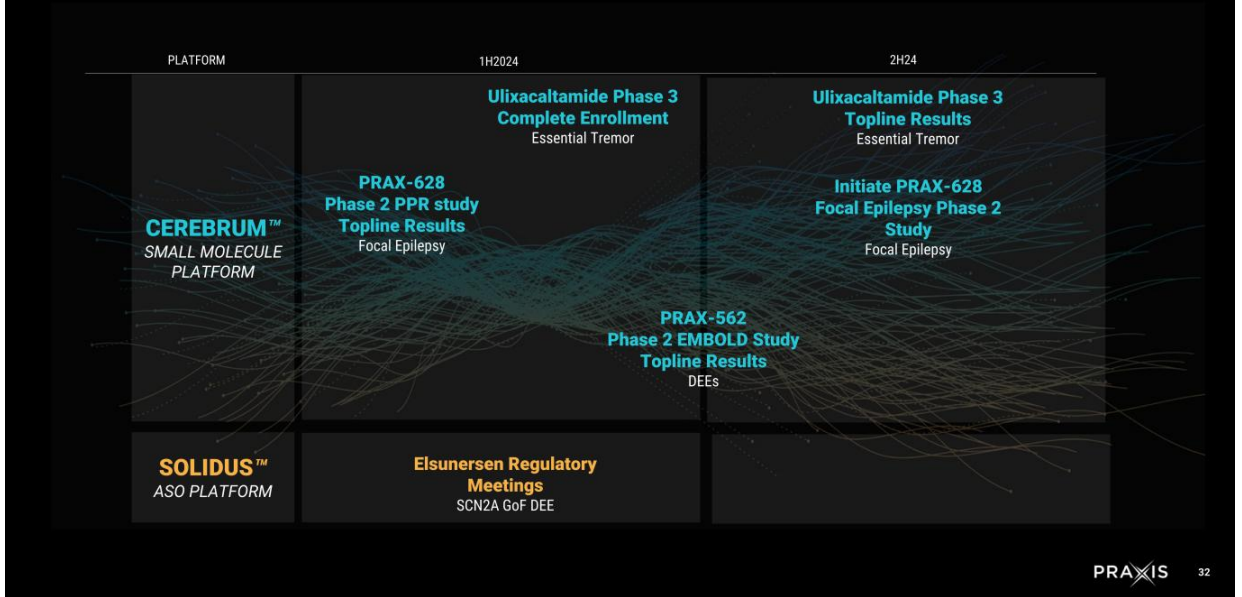 PLATFORM
1H2024
2H24
CEREBRUM™
SMALL MOLECULE
PLATFORM
Ulixacaltamide Phase 3
Complete Enrollment
Essential Tremor
PRAX-628
Phase 2 PPR study
Topline Results
Focal Epilepsy
PRAX-562
Phase 2 EMBOLD Study
Topline Results
DEEs
Ulixacaltamide Phase 3
Topline Results
Essential Tremor
Initiate PRAX-628
Focal Epilepsy Phase 2
Study
Focal Epilepsy
SOLIDUS™
ASO PLATFORM
Elsunersen Regulatory
Meetings
SCN2A GoF DEE
PRAXIS
32